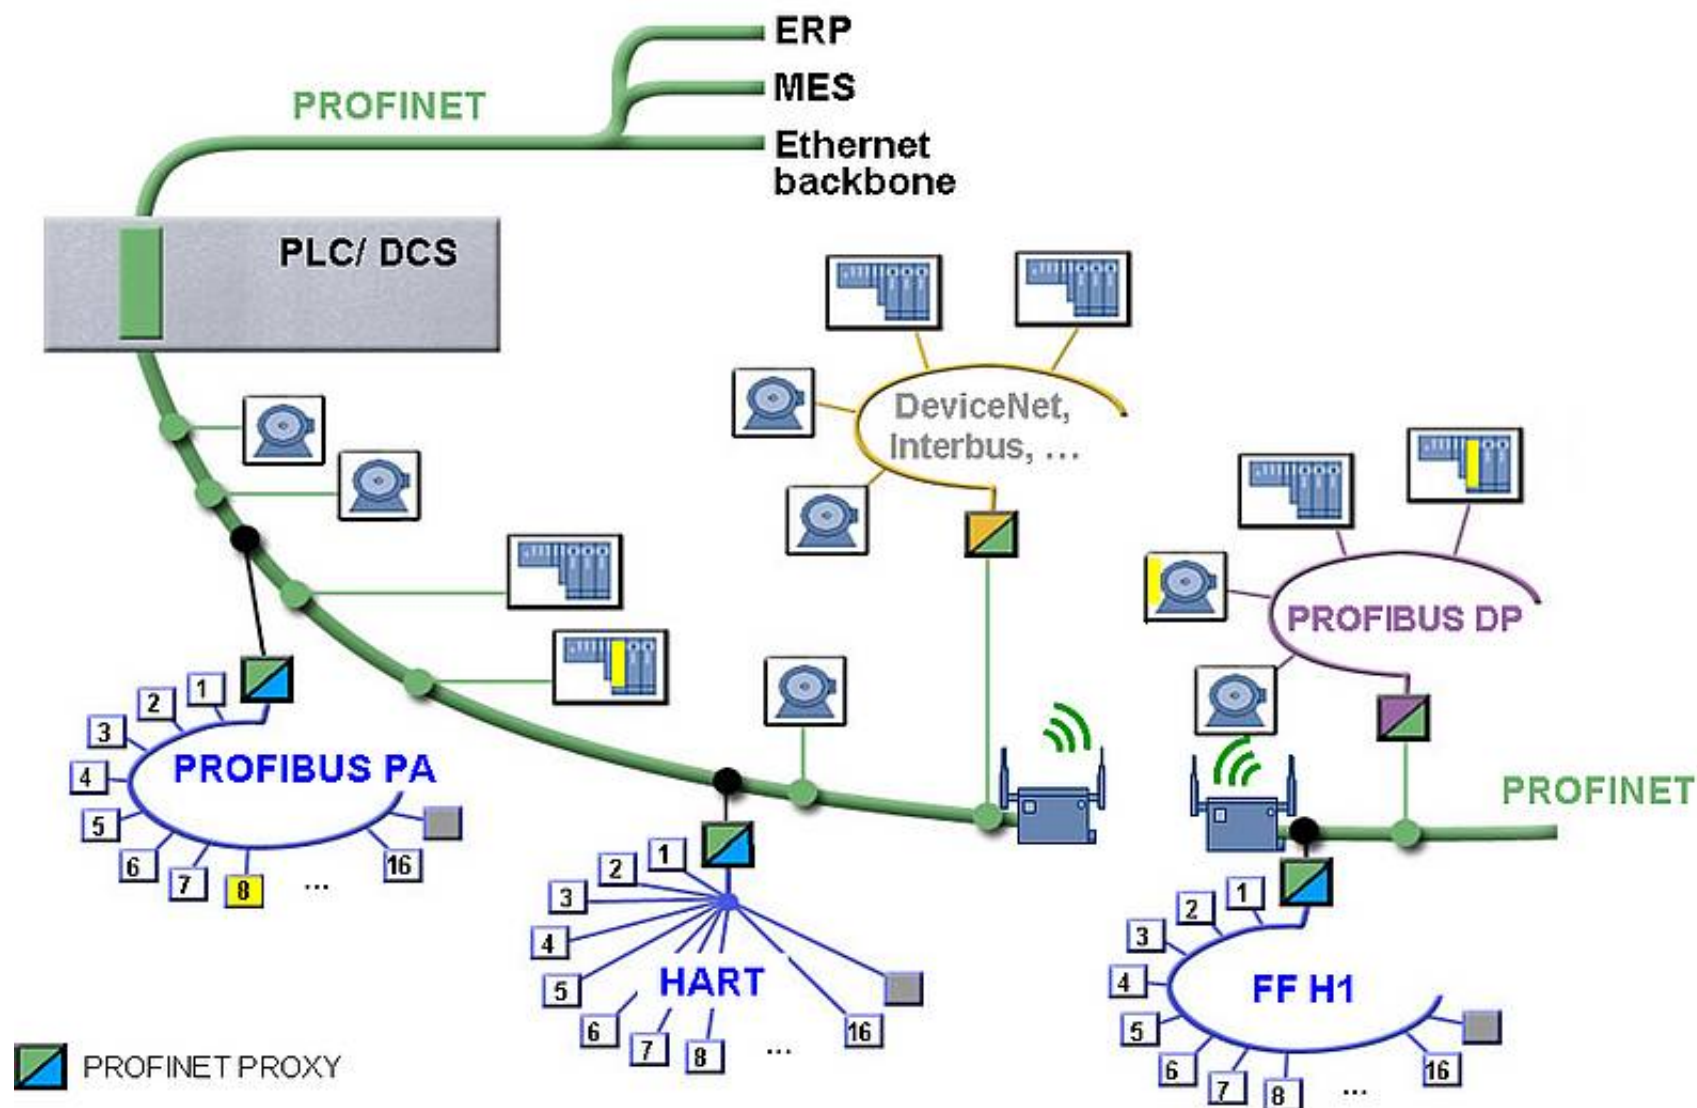 ERP
MES
PROFINET
Ethernet
backbone
PLC/ DCS
DeviceNet,
Interbus, ...
PROFIBUS DP
PROFIBUS PA
1
2
3
4
5
6
7
8
...
16
PROFINET
HART
1
2
3
4
5
6
7
8
...
16
FF H1
1
2
3
4
5
6
7
8
...
16
PROFINET PROXY